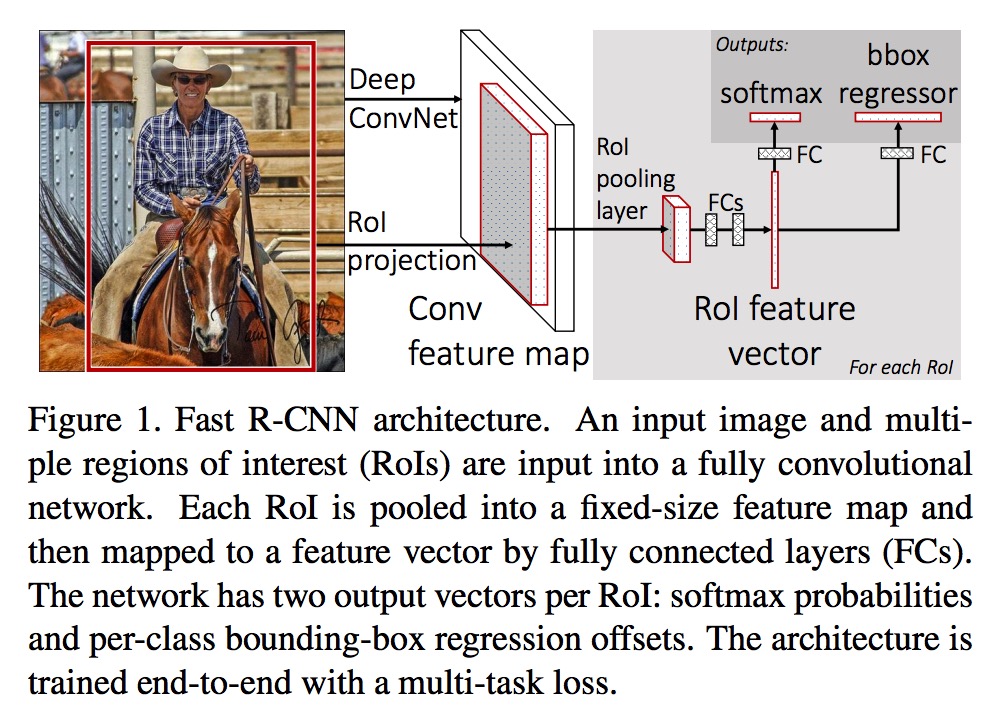 Deep
ConvNet
RoI
projection
Conv
feature map
RoI
pooling
layer
FCs
RoI feature
vector
For each RoI
Outputs:
softmax
bbox
regressor
FC
FC
Figure 1. Fast R-CNN architecture. An input image and multi-
ple regions of interest (RoIs) are input into a fully convolutional
network. Each RoI is pooled into a fixed-size feature map and
then mapped to a feature vector by fully connected layers (FCs).
The network has two output vectors per RoI: softmax probabilities
and per-class bounding-box regression offsets. The architecture is
trained end-to-end with a multi-task loss.